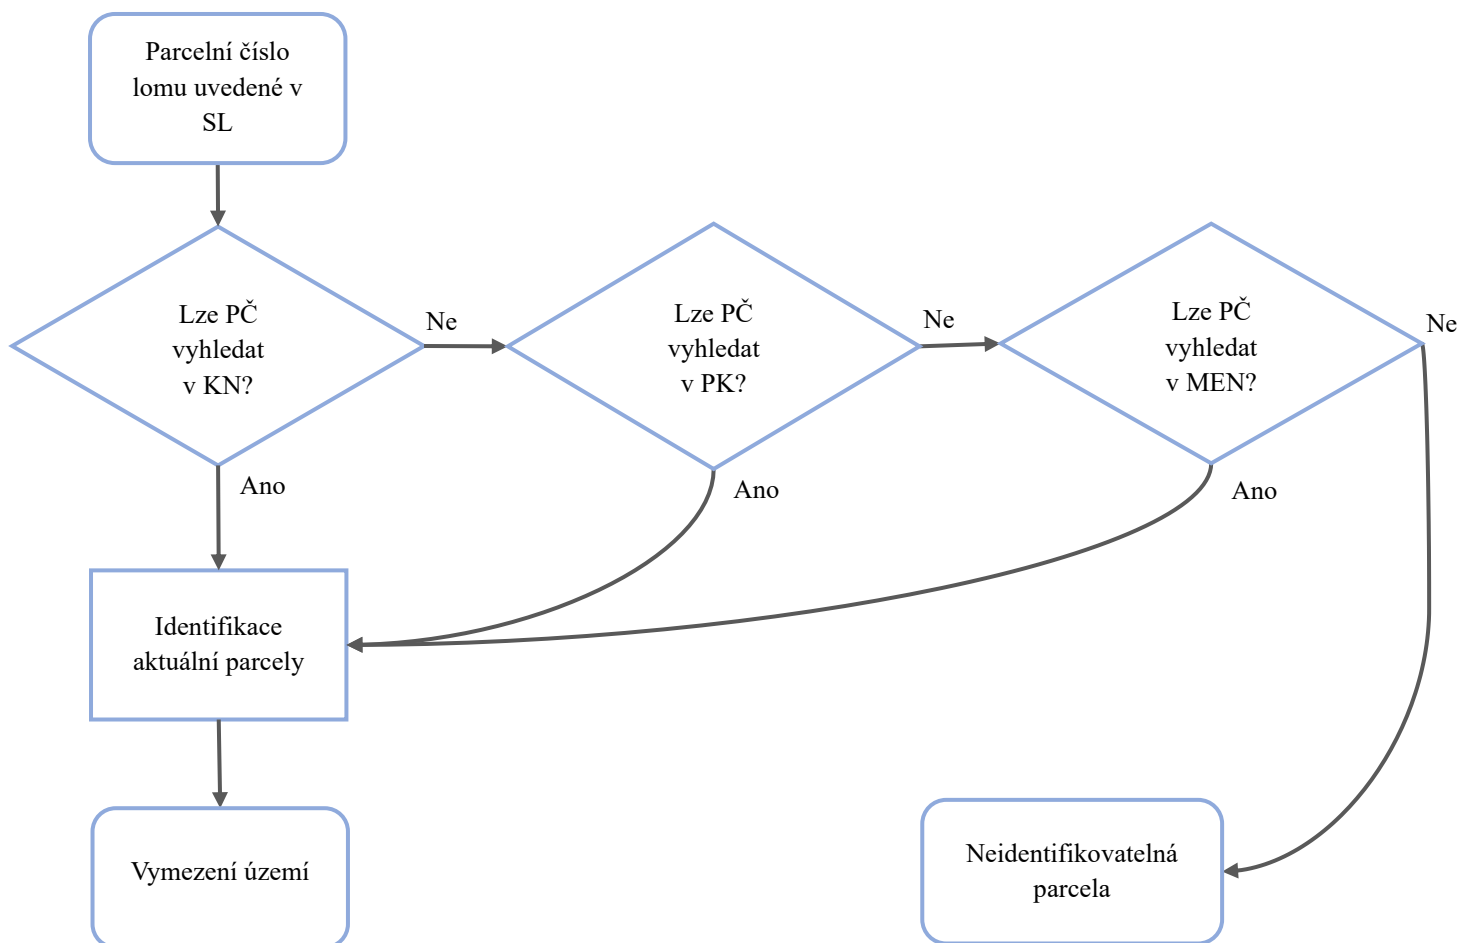 Parcelní číslo
lomu uvedené v
SL
Lze PČ
vyhledat
v KN?
Ne
Lze PČ
vyhledat
v PK?
Ne
Lze PČ
vyhledat
v MEN?
Ne
Ano
Ano
Ano
Identifikace
aktuální parcely
Vymezení území
Neidentifikovatelná
parcela